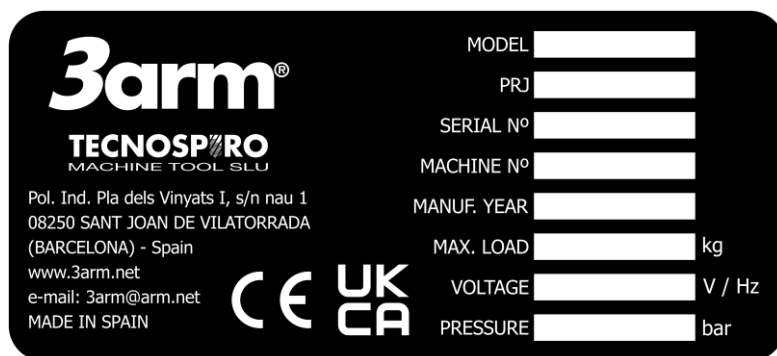 3arm®
TECNOSPIRO
MACHINE TOOL SLU
Pol. Ind. Pla dels Vinyats I, s/n nau 1
08250 SANT JOAN DE VILATORRADA
(BARCELONA) - Spain
www.3arm.net
e-mail: 3arm@arm.net
MADE IN SPAIN
CE
UK
CA
MODEL
PRJ
SERIAL Nº
MACHINE Nº
MANUF. YEAR
MAX. LOAD kg
VOLTAGE V / Hz
PRESSURE bar